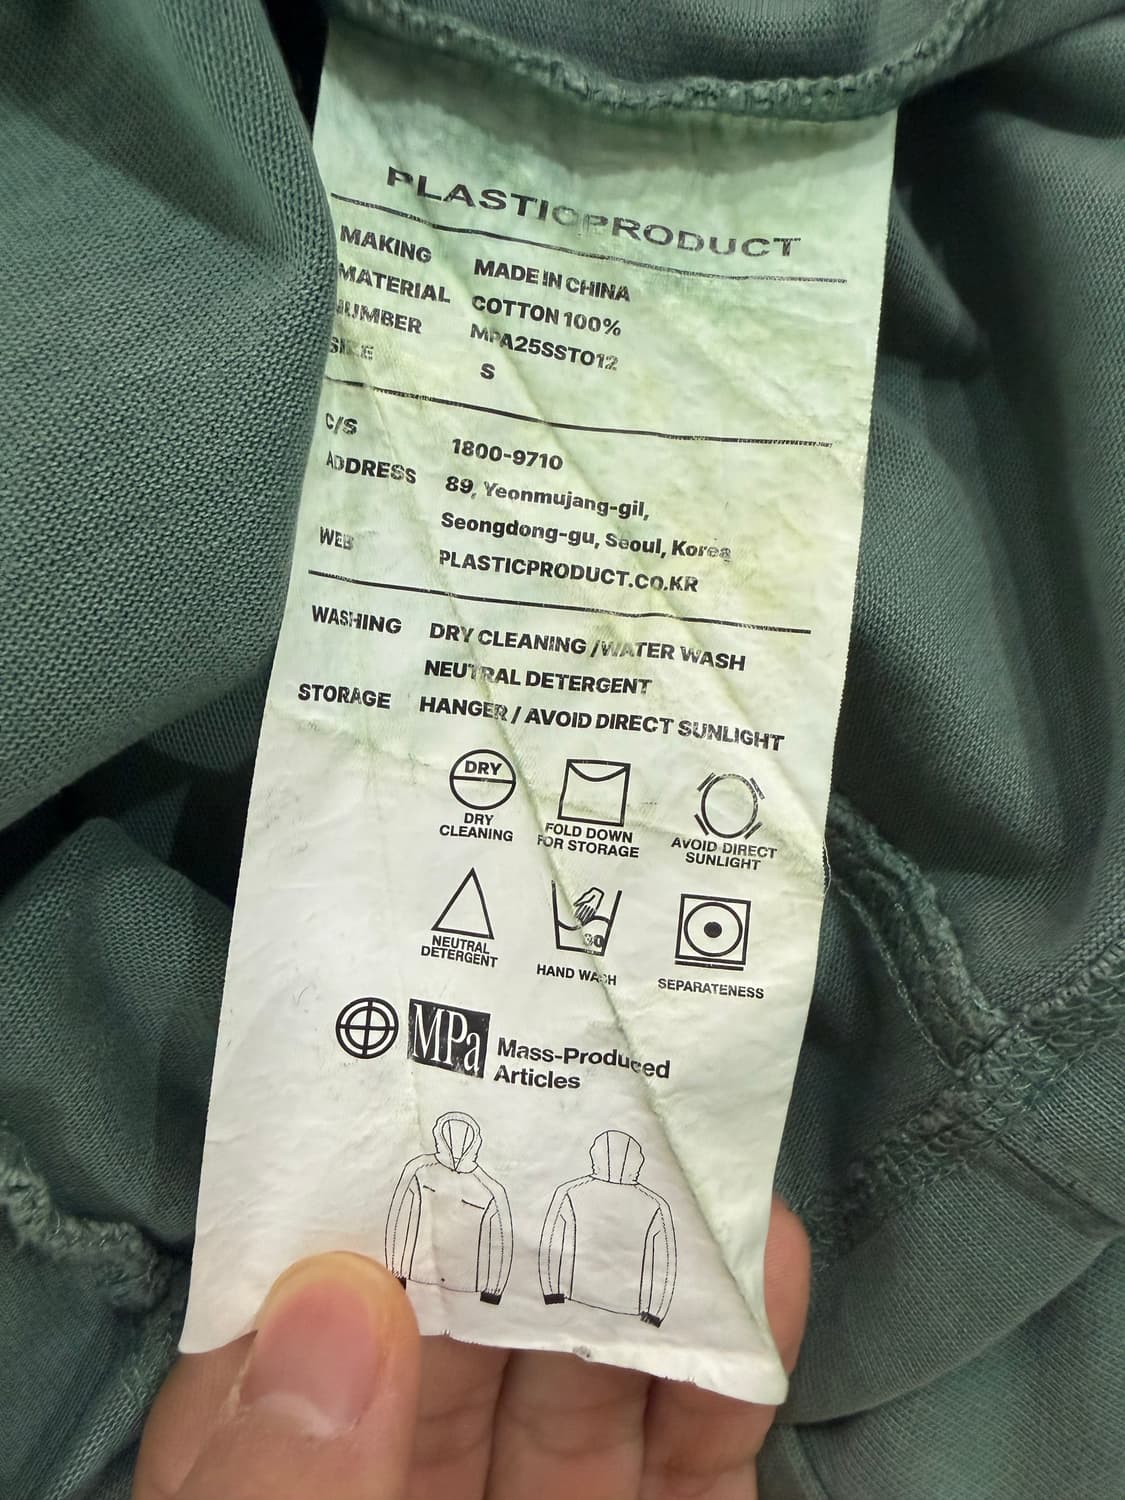 PLASTICPRODUCT
MAKING MADE IN CHINA
MATERIAL COTTON 100%
NUMBER MPA25SST012
SIZE S
C/S 1800-9710
ADDRESS 89, Yeonmujang-gil,
Seongdong-gu, Seoul, Korea
WEB PLASTICPRODUCT.CO.KR
WASHING DRY CLEANING / WATER WASH
NEUTRAL DETERGENT
STORAGE HANGER / AVOID DIRECT SUNLIGHT
DRY
DRY
CLEANING
FOLD DOWN
FOR STORAGE
AVOID DIRECT
SUNLIGHT
NEUTRAL
DETERGENT
30
HAND WASH
SEPARATENESS
MPa Mass-Produced
Articles